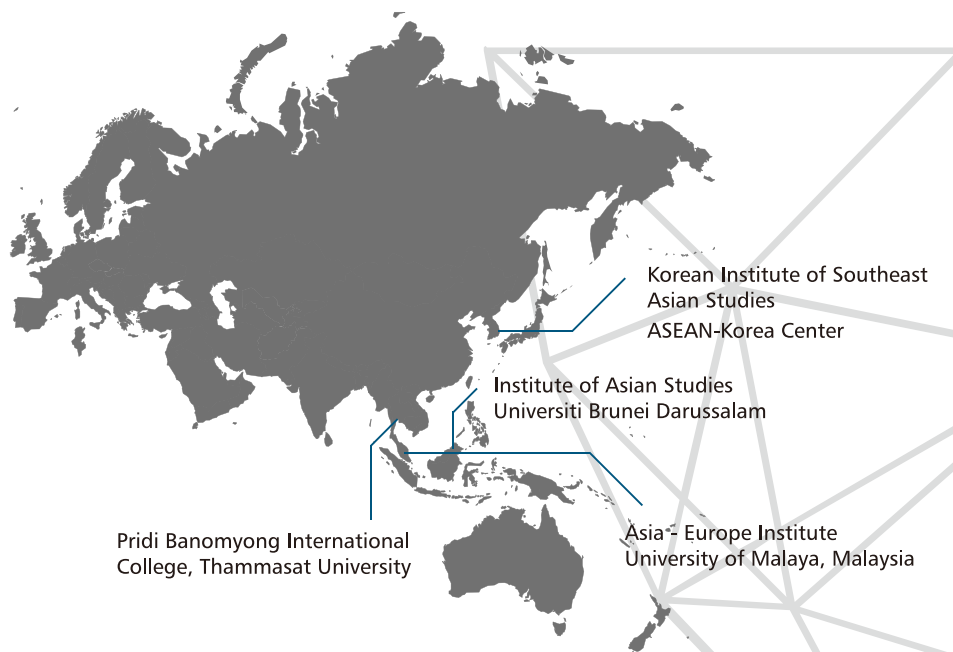 Korean Institute of Southeast
Asian Studies
ASEAN-Korea Center
Institute of Asian Studies
Universiti Brunei Darussalam
Asia - Europe Institute
University of Malaya, Malaysia
Pridi Banomyong International
College, Thammasat University